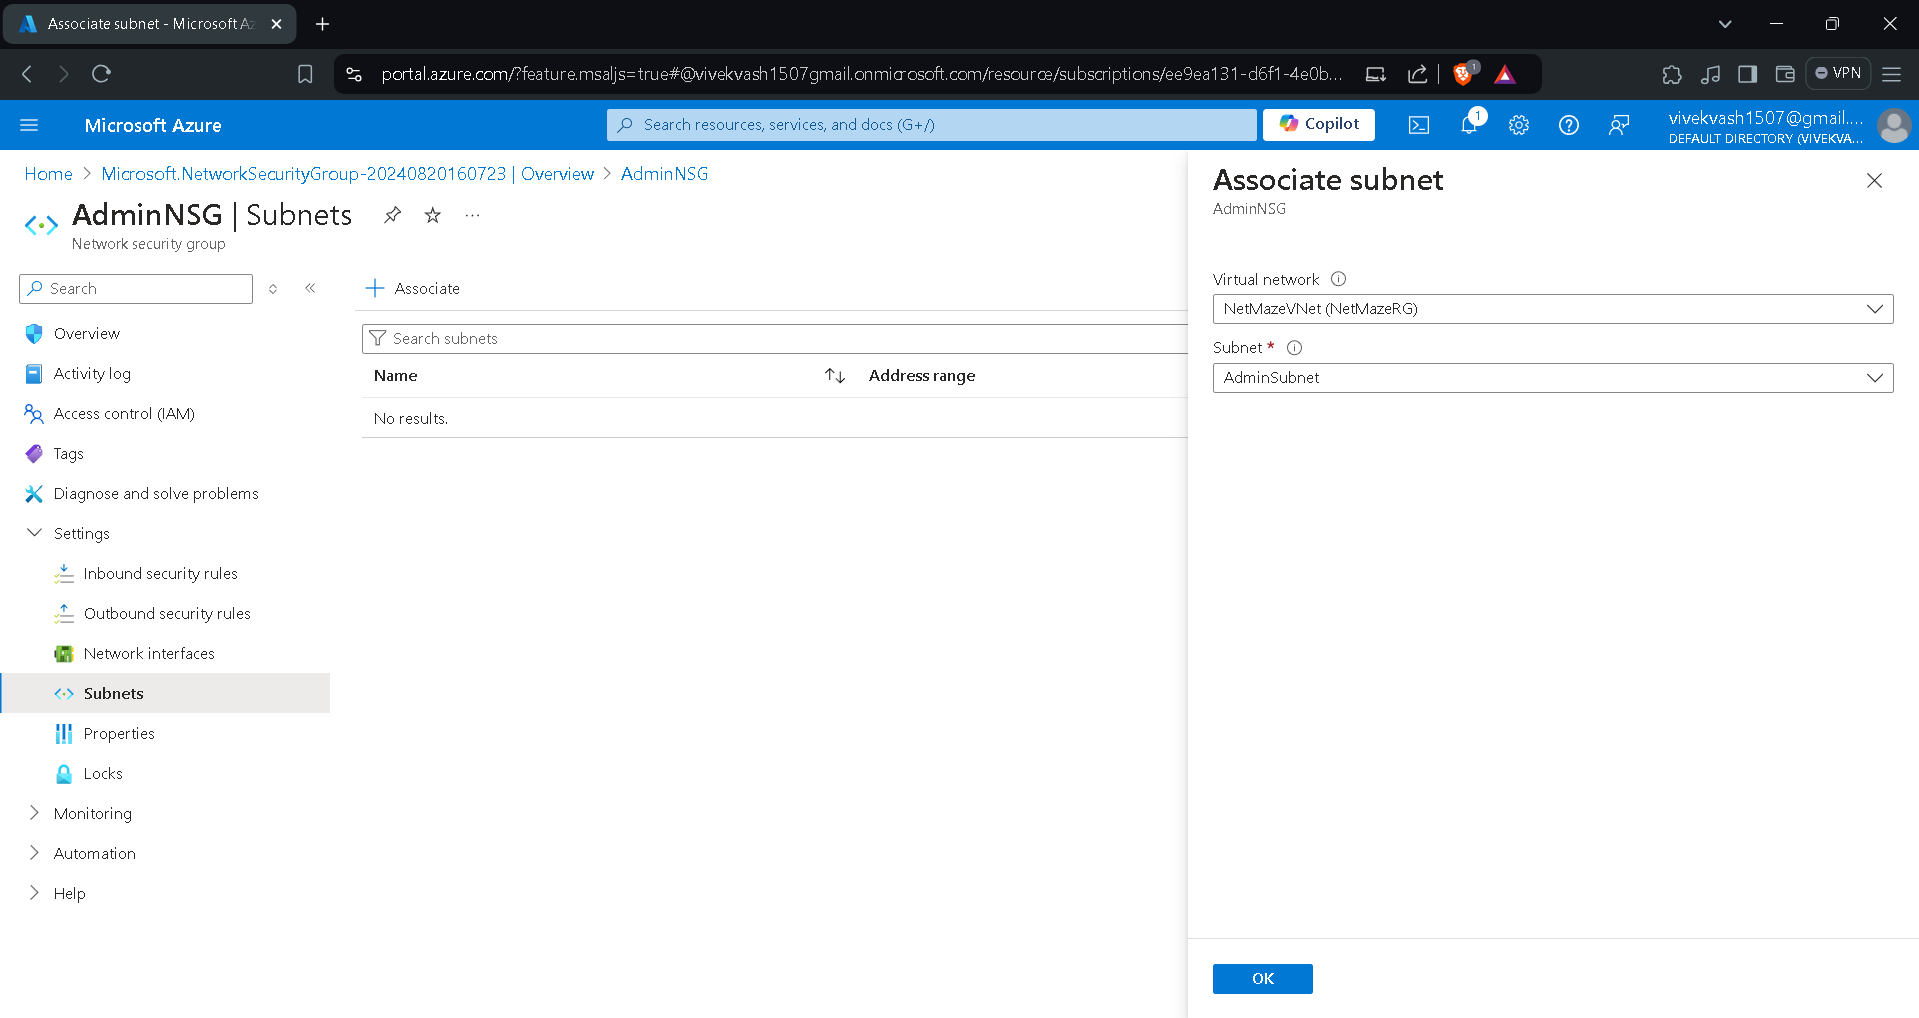 Associate subnet - Microsoft Az
portal.azure.com/?feature.msaljs=true#@vivekvash1507gmail.onmicrosoft.com/resource/subscriptions/ee9ea131-d6f1-4e0b...
1
VPN
Microsoft Azure
Search resources, services, and docs (G+/)
Copilot
1
vivekvash1507@gmail....
DEFAULT DIRECTORY (VIVEKVA...
Home > Microsoft.NetworkSecurityGroup-20240820160723 | Overview > AdminNSG
AdminNSG | Subnets
Network security group
Search
Overview
Activity log
Access control (IAM)
Tags
Diagnose and solve problems
Settings
Inbound security rules
Outbound security rules
Network interfaces
Subnets
Properties
Locks
Monitoring
Automation
Help
Associate
Search subnets
Name
Address range
No results.
Associate subnet
AdminNSG
Virtual network
NetMazeVNet (NetMazeRG)
Subnet *
AdminSubnet
OK